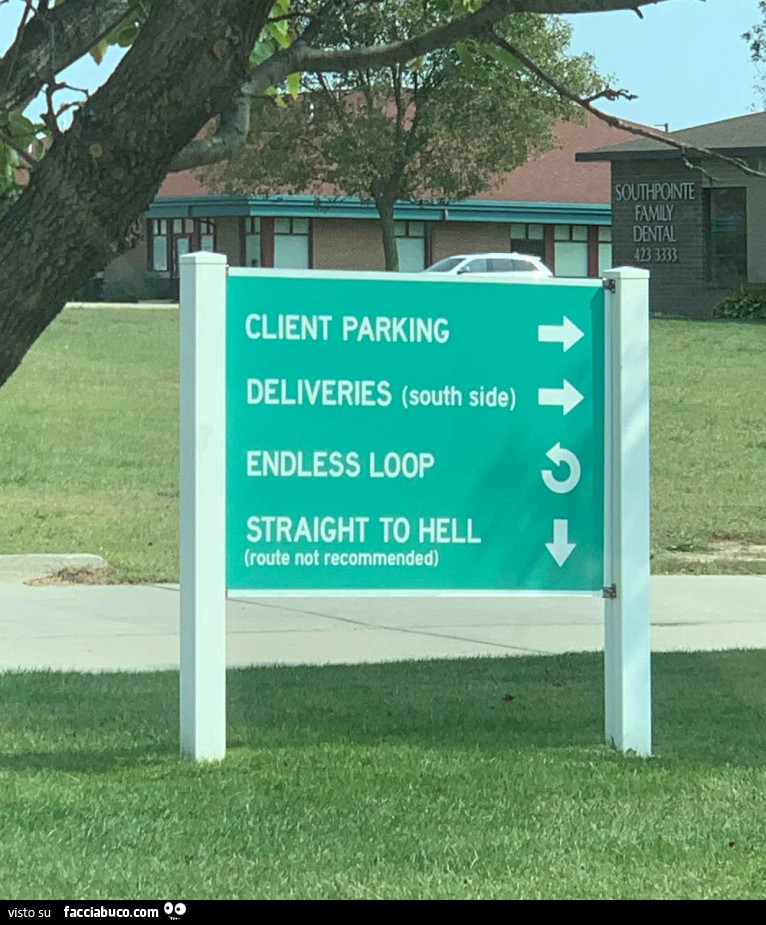 SOUTHPOINTE
FAMILY
DENTAL
423 3333
CLIENT PARKING
DELIVERIES (south side)
ENDLESS LOOP
STRAIGHT TO HELL
(route not recommended)
visto su facciabuco.com